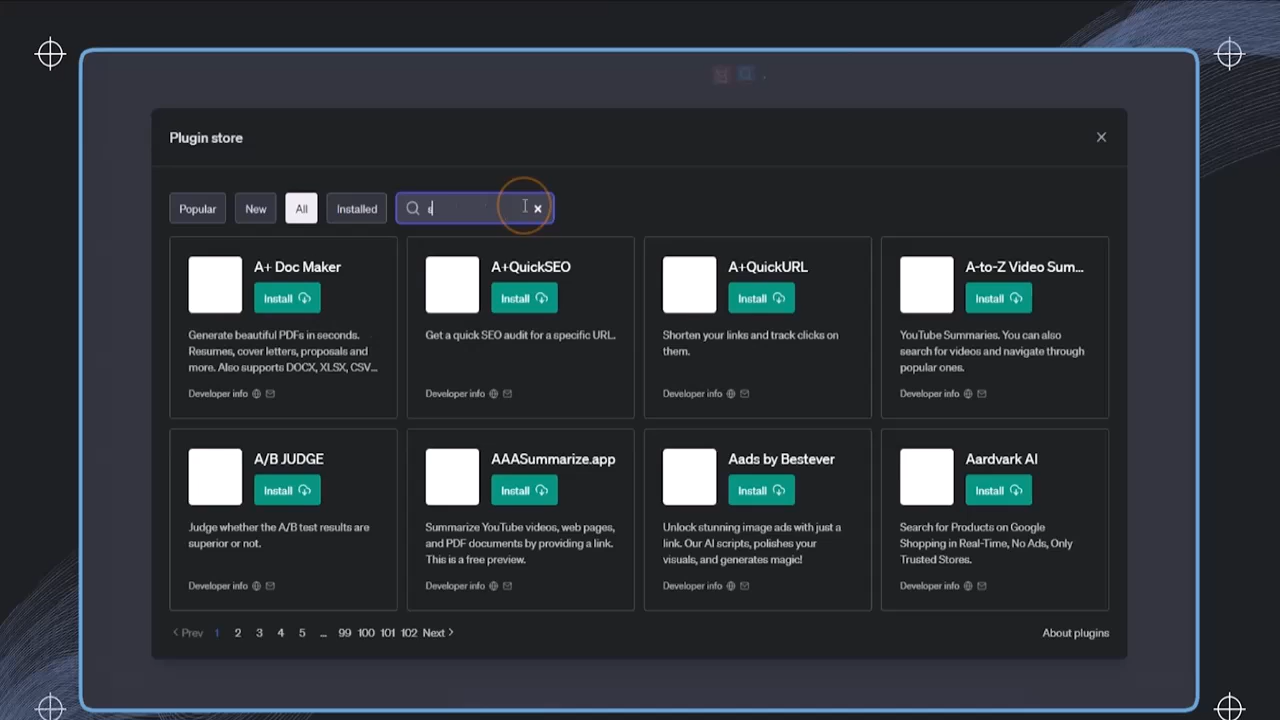 Plugin store
Popular
New
All
Installed
A+ Doc Maker
Install
Generate beautiful PDFs in seconds.
Resumes, cover letters, proposals and
more. Also supports DOCX, XLSX, CSV...
Developer info
A+QuickSEO
Install
Get a quick SEO audit for a specific URL.
Developer info
A+QuickURL
Install
Shorten your links and track clicks on
them.
Developer info
A-to-Z Video Sum...
Install
YouTube Summaries. You can also
search for videos and navigate through
popular ones.
Developer info
A/B JUDGE
Install
Judge whether the A/B test results are
superior or not.
Developer info
AAASummarize.app
Install
Summarize YouTube videos, web pages,
and PDF documents by providing a link.
This is a free preview.
Developer info
Aads by Bestever
Install
Unlock stunning image ads with just a
link. Our AI scripts, polishes your
visuals, and generates magic!
Developer info
Aardvark AI
Install
Search for Products on Google
Shopping in Real-Time, No Ads, Only
Trusted Stores.
Developer info
Prev 1 2 3 4 5 ... 99 100 101 102 Next
About plugins